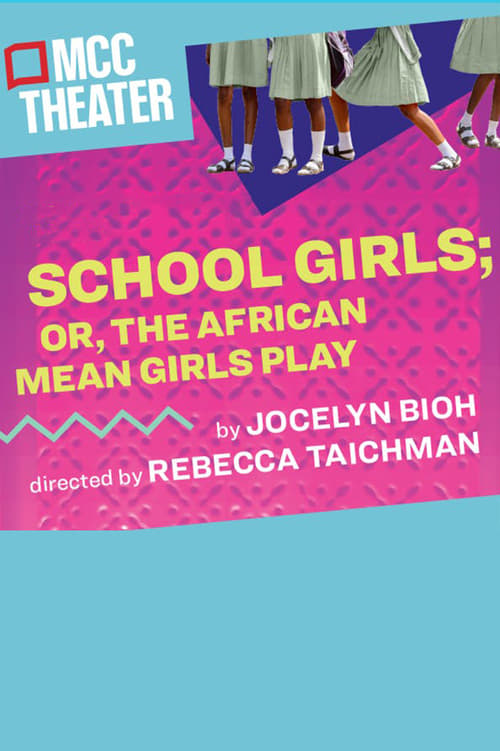 MCC
THEATER
SCHOOL GIRLS;
OR, THE AFRICAN
MEAN GIRLS PLAY
by JOCELYN BIOH
directed by REBECCA TAICHMAN